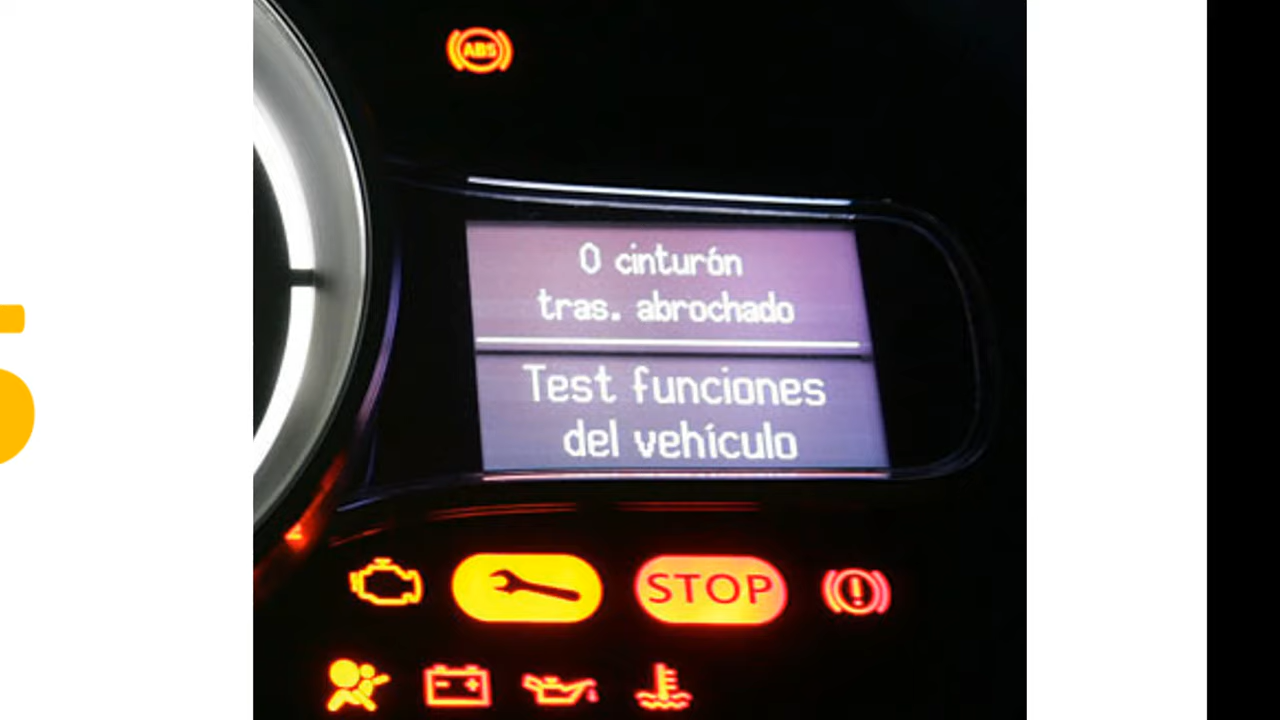 ABS
0 cinturón
tras. abrochado
Test funciones
del vehículo
STOP